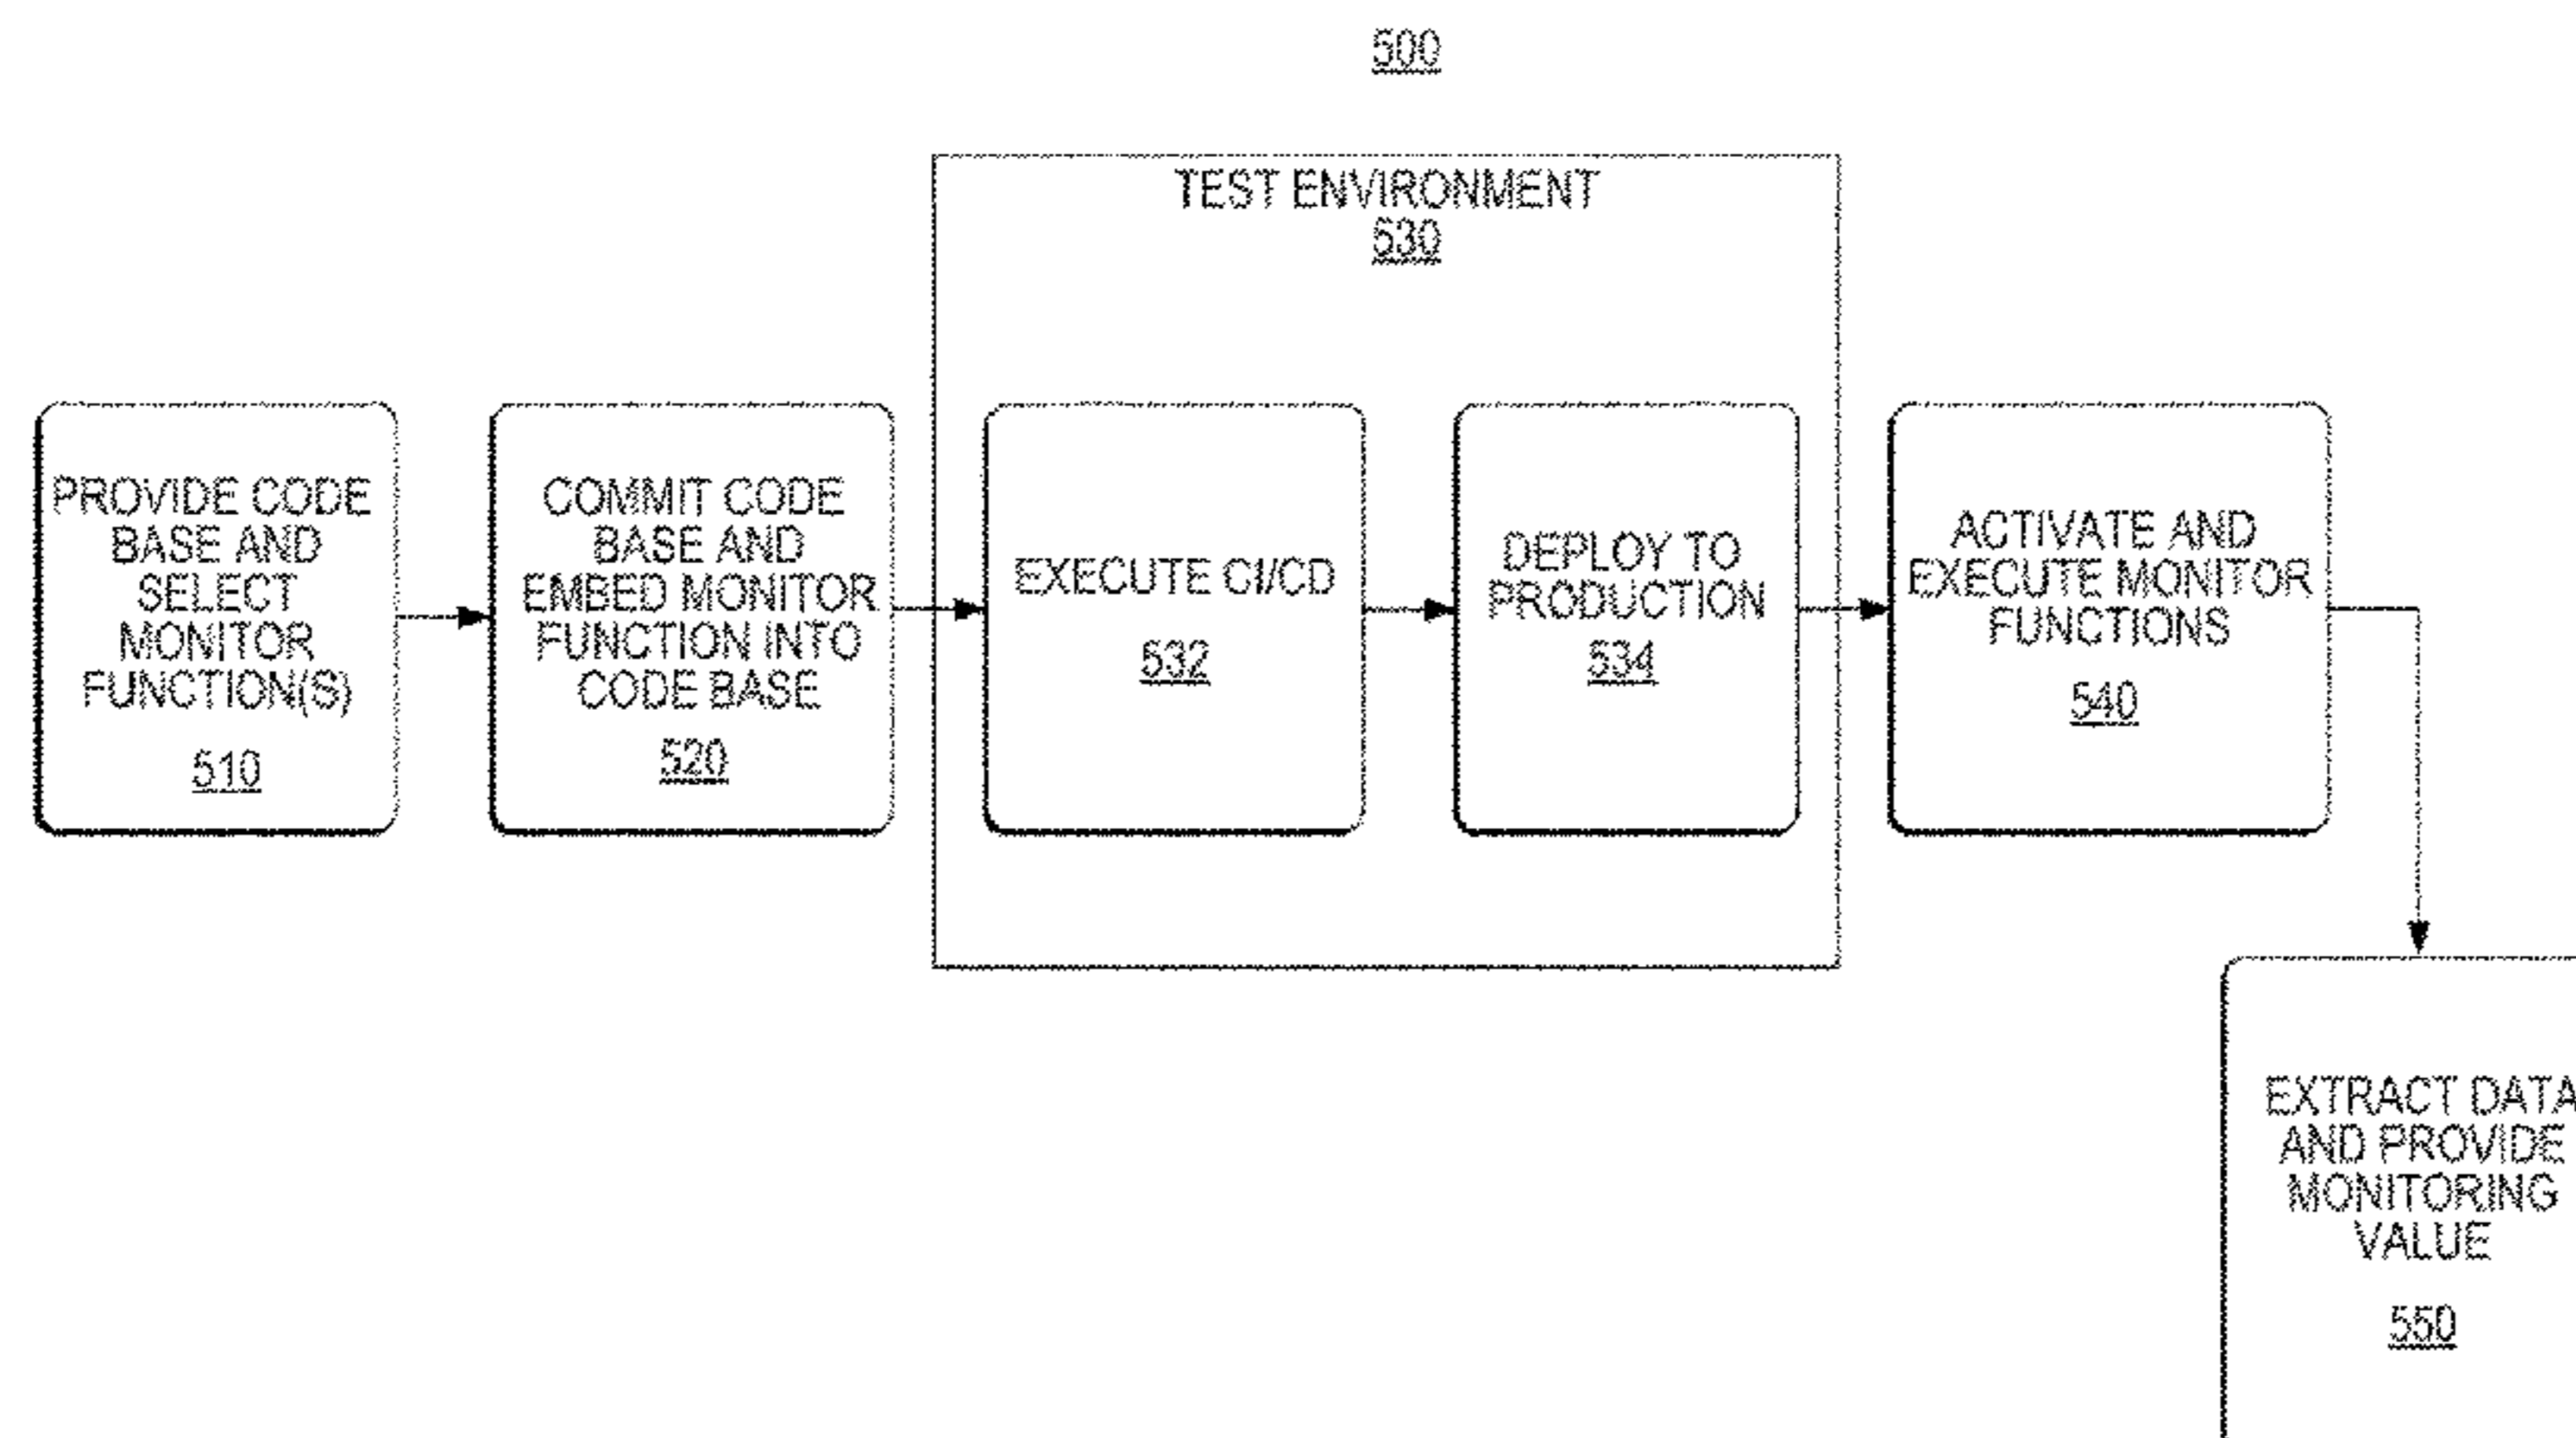 500
TEST ENVIRONMENT
530
PROVIDE CODE
BASE AND
SELECT
MONITOR
FUNCTION(S)
510
COMMIT CODE
BASE AND
EMBED MONITOR
FUNCTION INTO
CODE BASE
520
EXECUTE CI/CD
532
DEPLOY TO
PRODUCTION
534
ACTIVATE AND
EXECUTE MONITOR
FUNCTIONS
540
EXTRACT DATA
AND PROVIDE
MONITORING
VALUE
550